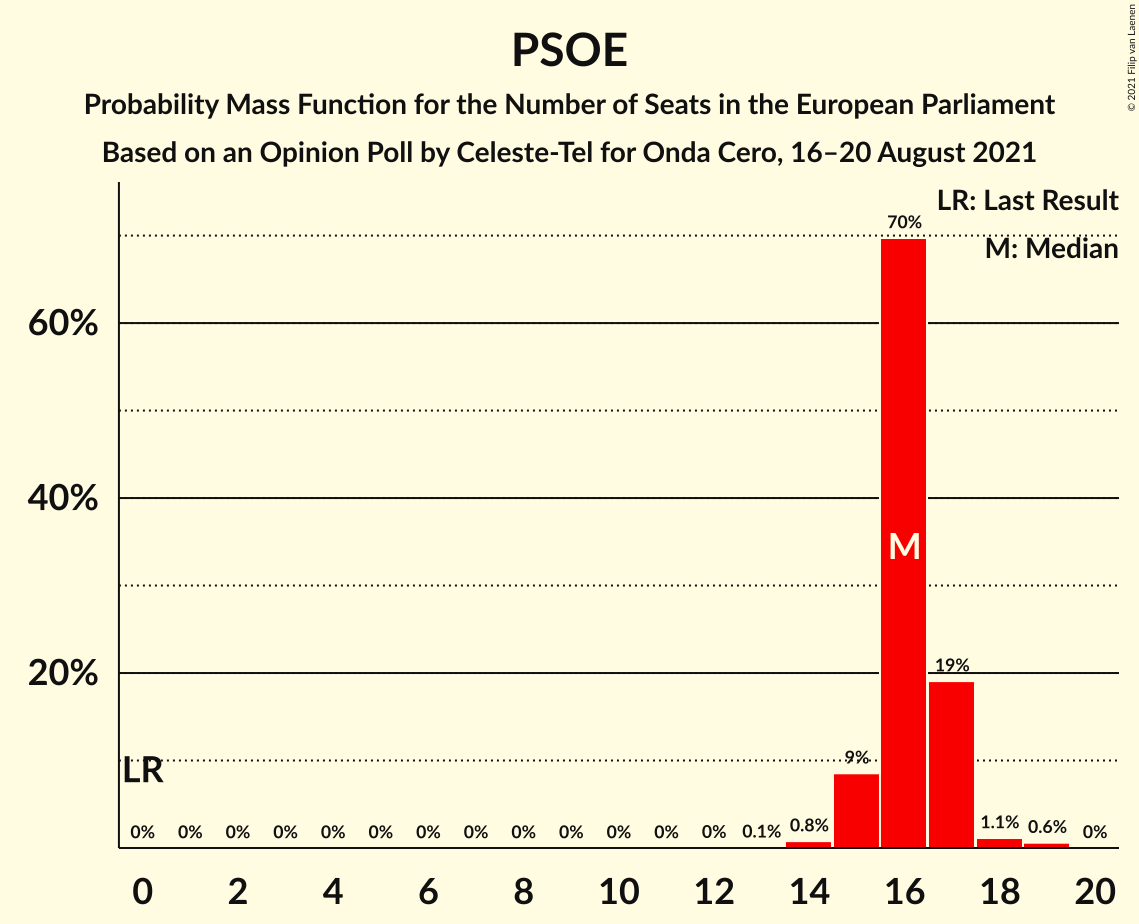 PSOE
Probability Mass Function for the Number of Seats in the European Parliament
Based on an Opinion Poll by Celeste-Tel for Onda Cero, 16–20 August 2021
© 2021 Filip van Laenen
LR: Last Result
M: Median
60%
40%
20%
70%
M
19%
LR
9%
0% 0% 0% 0% 0% 0% 0% 0% 0% 0% 0% 0% 0% 0.1% 0.8% 1.1% 0.6% 0%
0 2 4 6 8 10 12 14 16 18 20